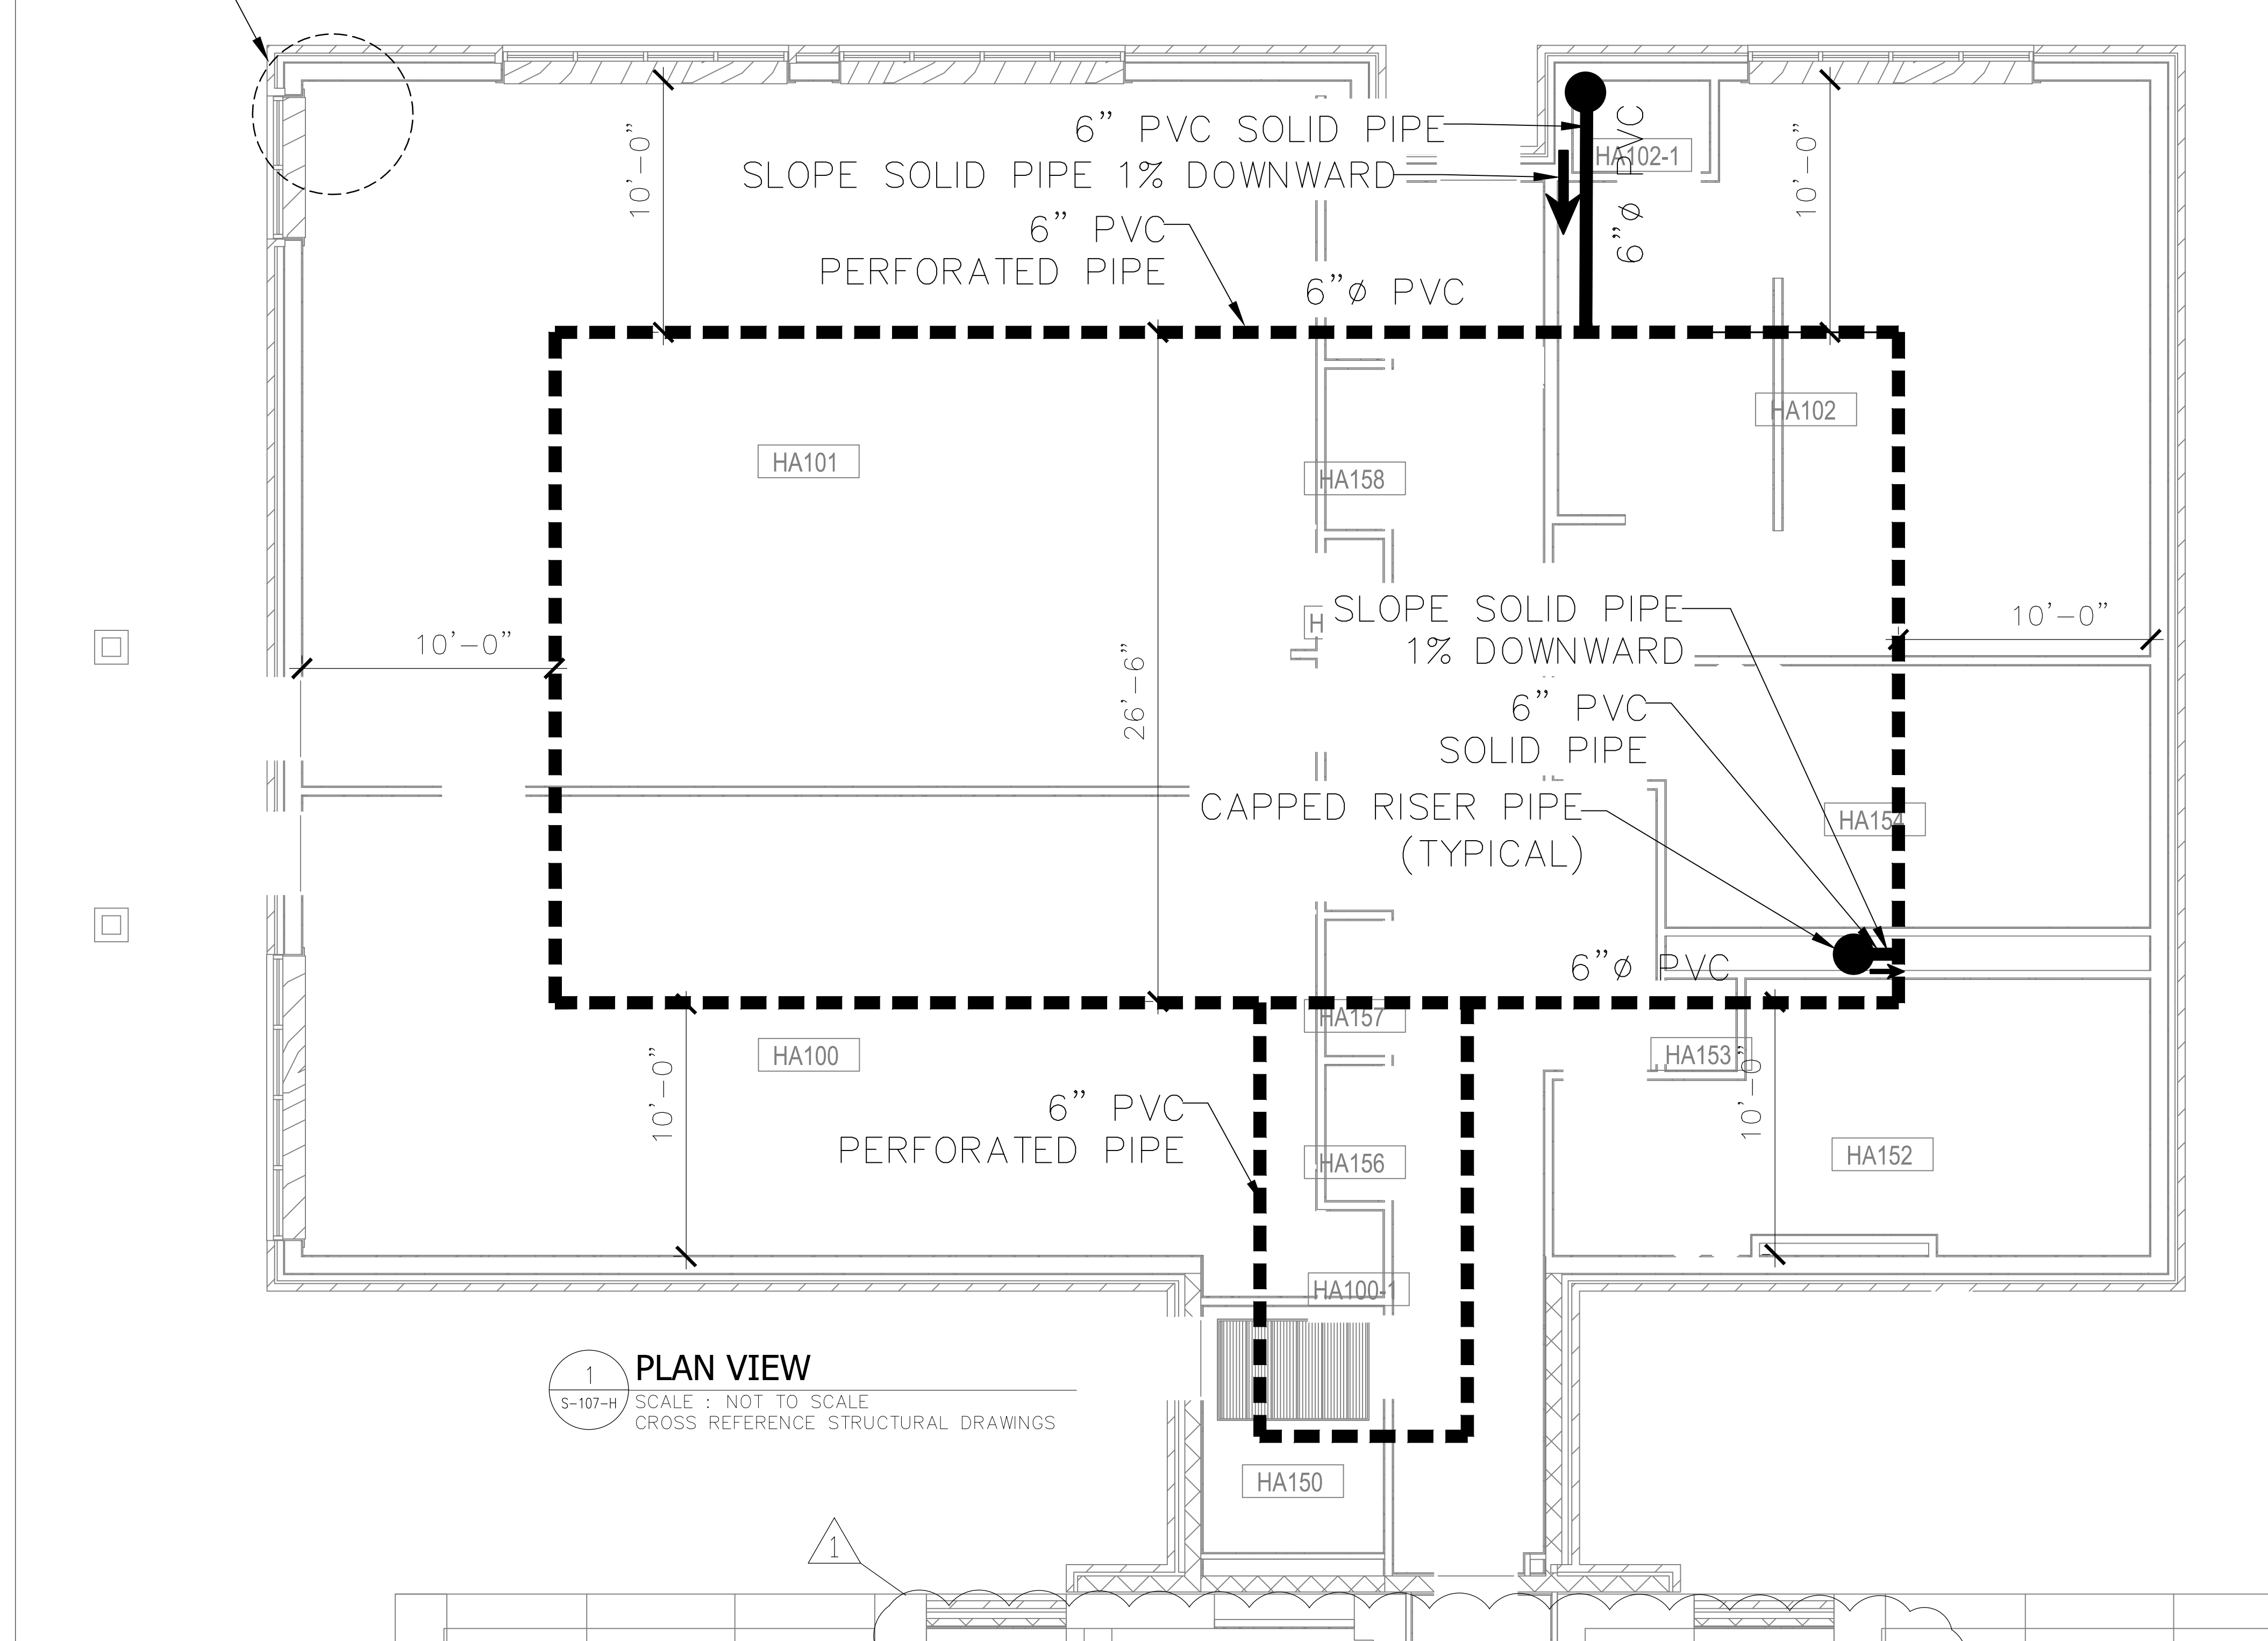 6" PVC SOLID PIPE
SLOPE SOLID PIPE 1% DOWNWARD
6" PVC
PERFORATED PIPE
6"ø PVC
6"ø PVC
HA102-1
10'-0"
10'-0"
HA102
HA101
HA158
H
SLOPE SOLID PIPE
1% DOWNWARD
10'-0"
10'-0"
26'-6"
6" PVC
SOLID PIPE
CAPPED RISER PIPE
(TYPICAL)
HA154
6"ø PVC
HA157
HA100
HA153
10'-0"
10'-0"
6" PVC
PERFORATED PIPE
HA156
HA152
HA100-1
1
S-107-H
PLAN VIEW
SCALE : NOT TO SCALE
CROSS REFERENCE STRUCTURAL DRAWINGS
HA150
1